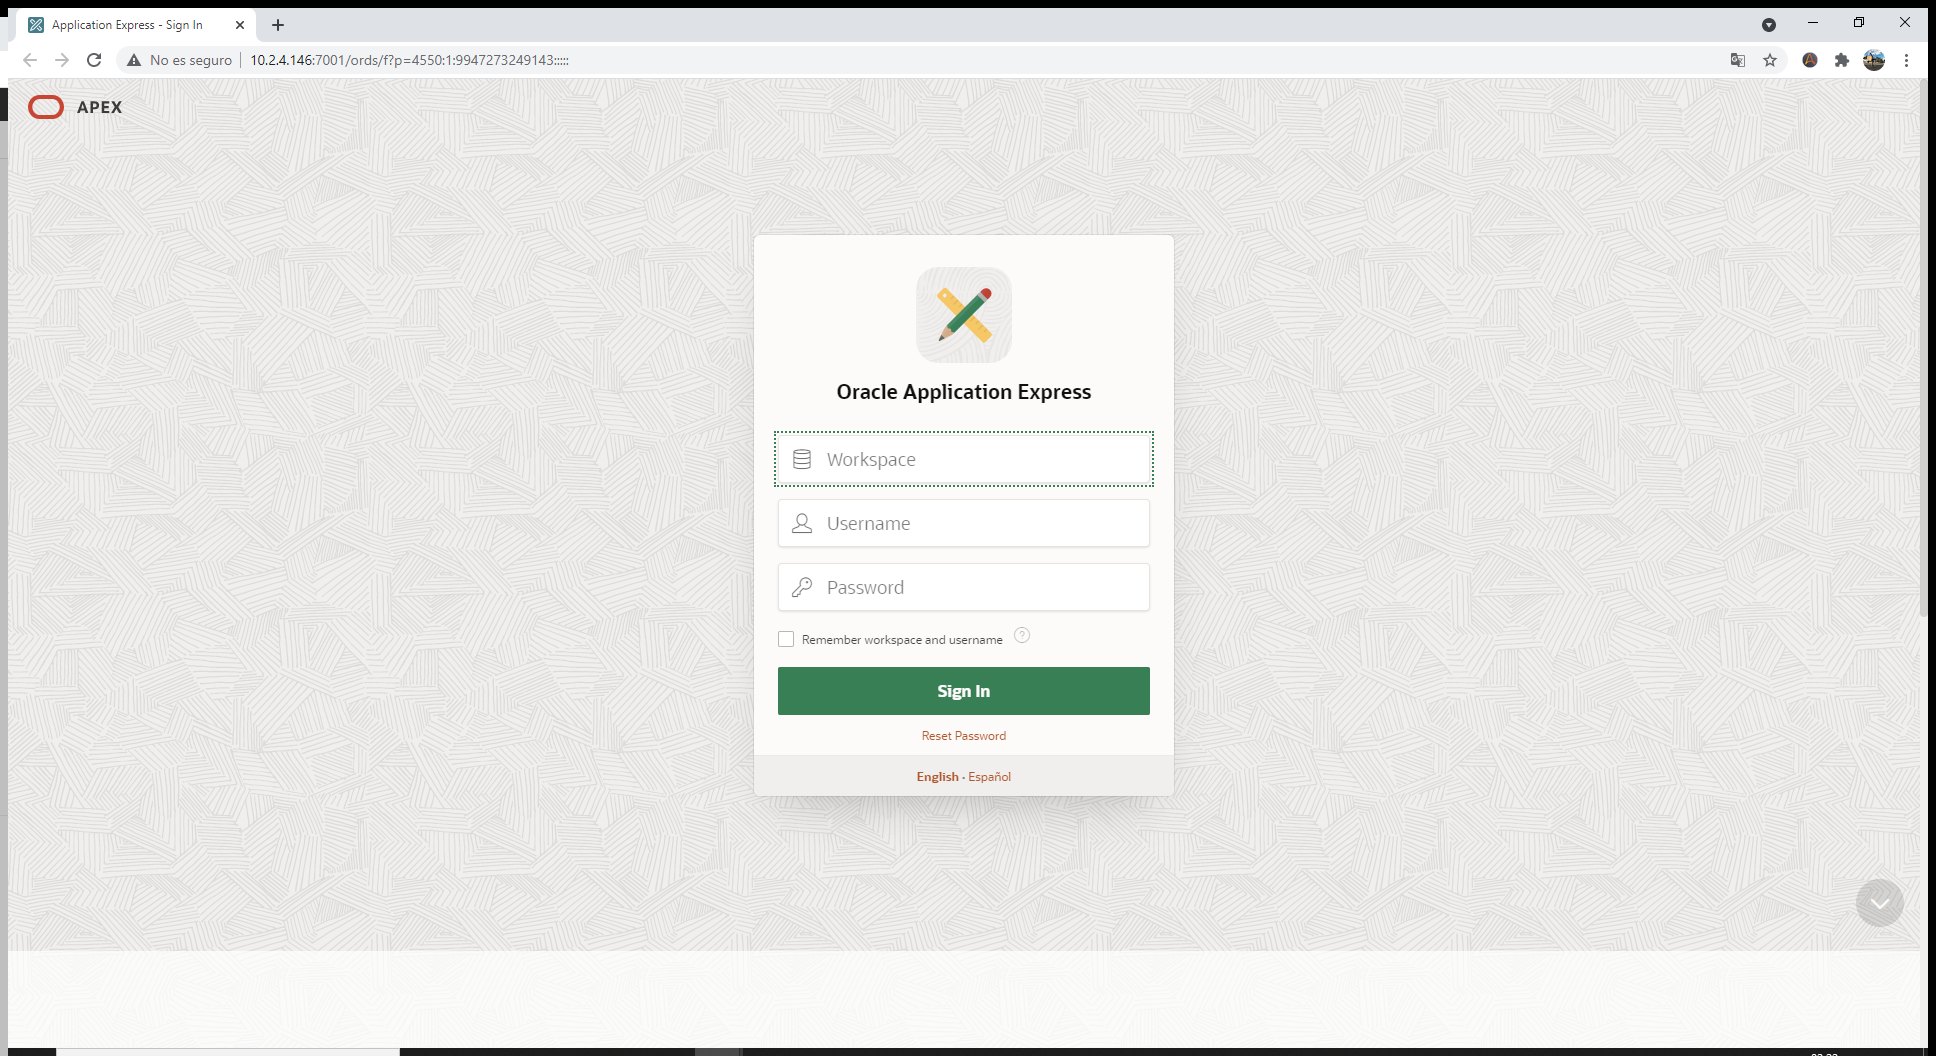 Application Express - Sign In
No es seguro
10.2.4.146:7001/ords/f?p=4550:1:9947273249143:::::
APEX
Oracle Application Express
Workspace
Username
Password
Remember workspace and username ?
Sign In
Reset Password
English - Español